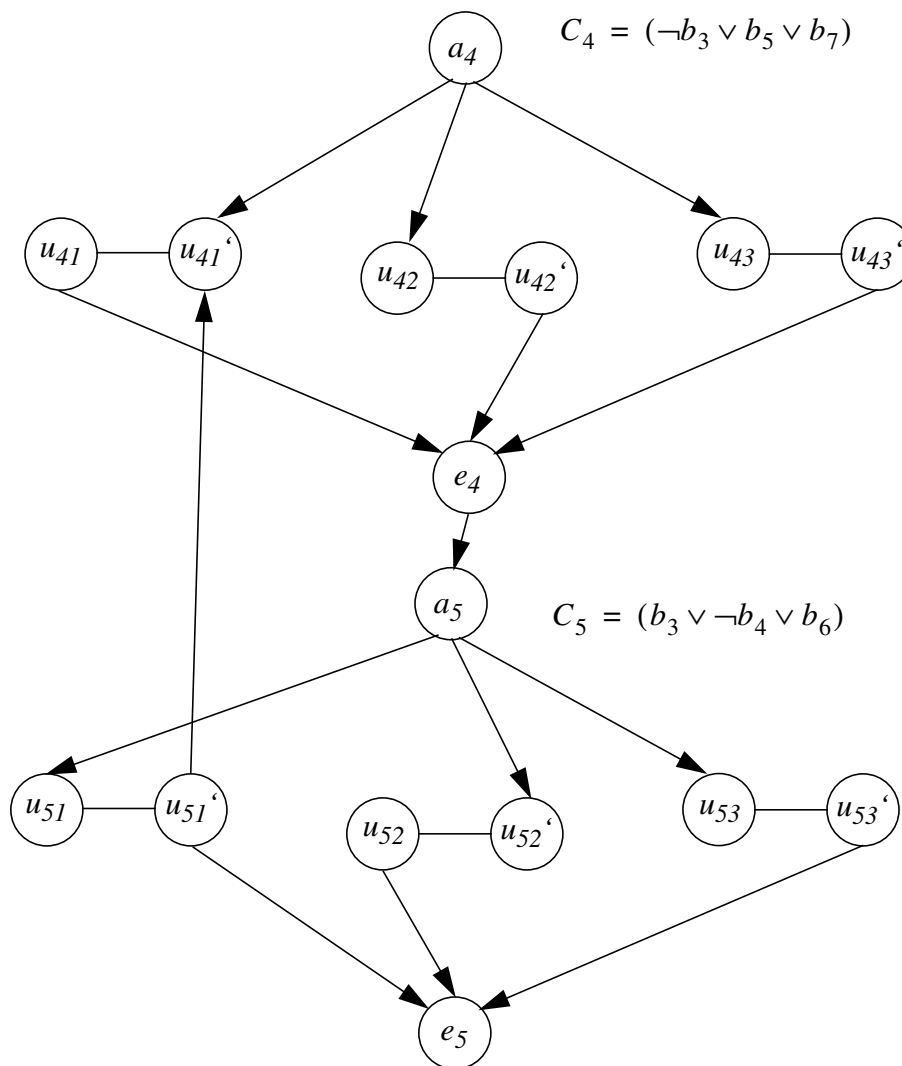 a4
C4 = (¬b3 ∨ b5 ∨ b7)
u41 u41‘ u42 u42‘ u43 u43‘
e4
a5
C5 = (b3 ∨ ¬b4 ∨ b6)
u51 u51‘ u52 u52‘ u53 u53‘
e5